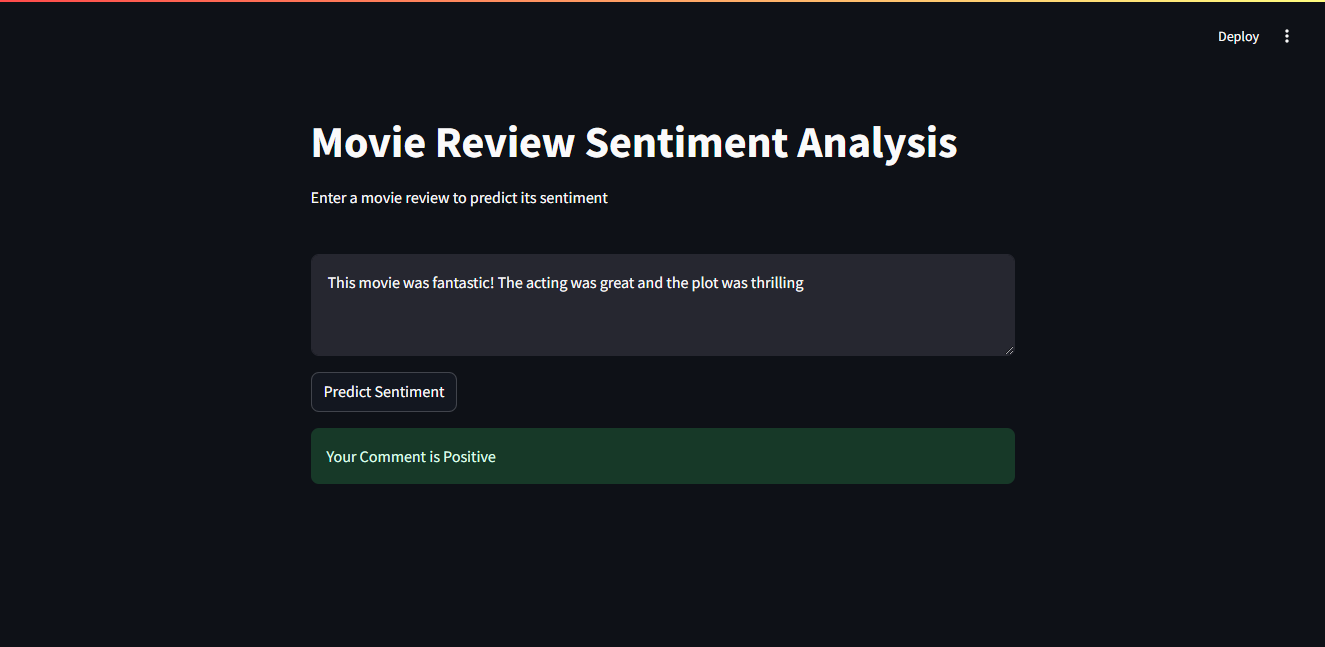 Deploy
Movie Review Sentiment Analysis
Enter a movie review to predict its sentiment
This movie was fantastic! The acting was great and the plot was thrilling
Predict Sentiment
Your Comment is Positive